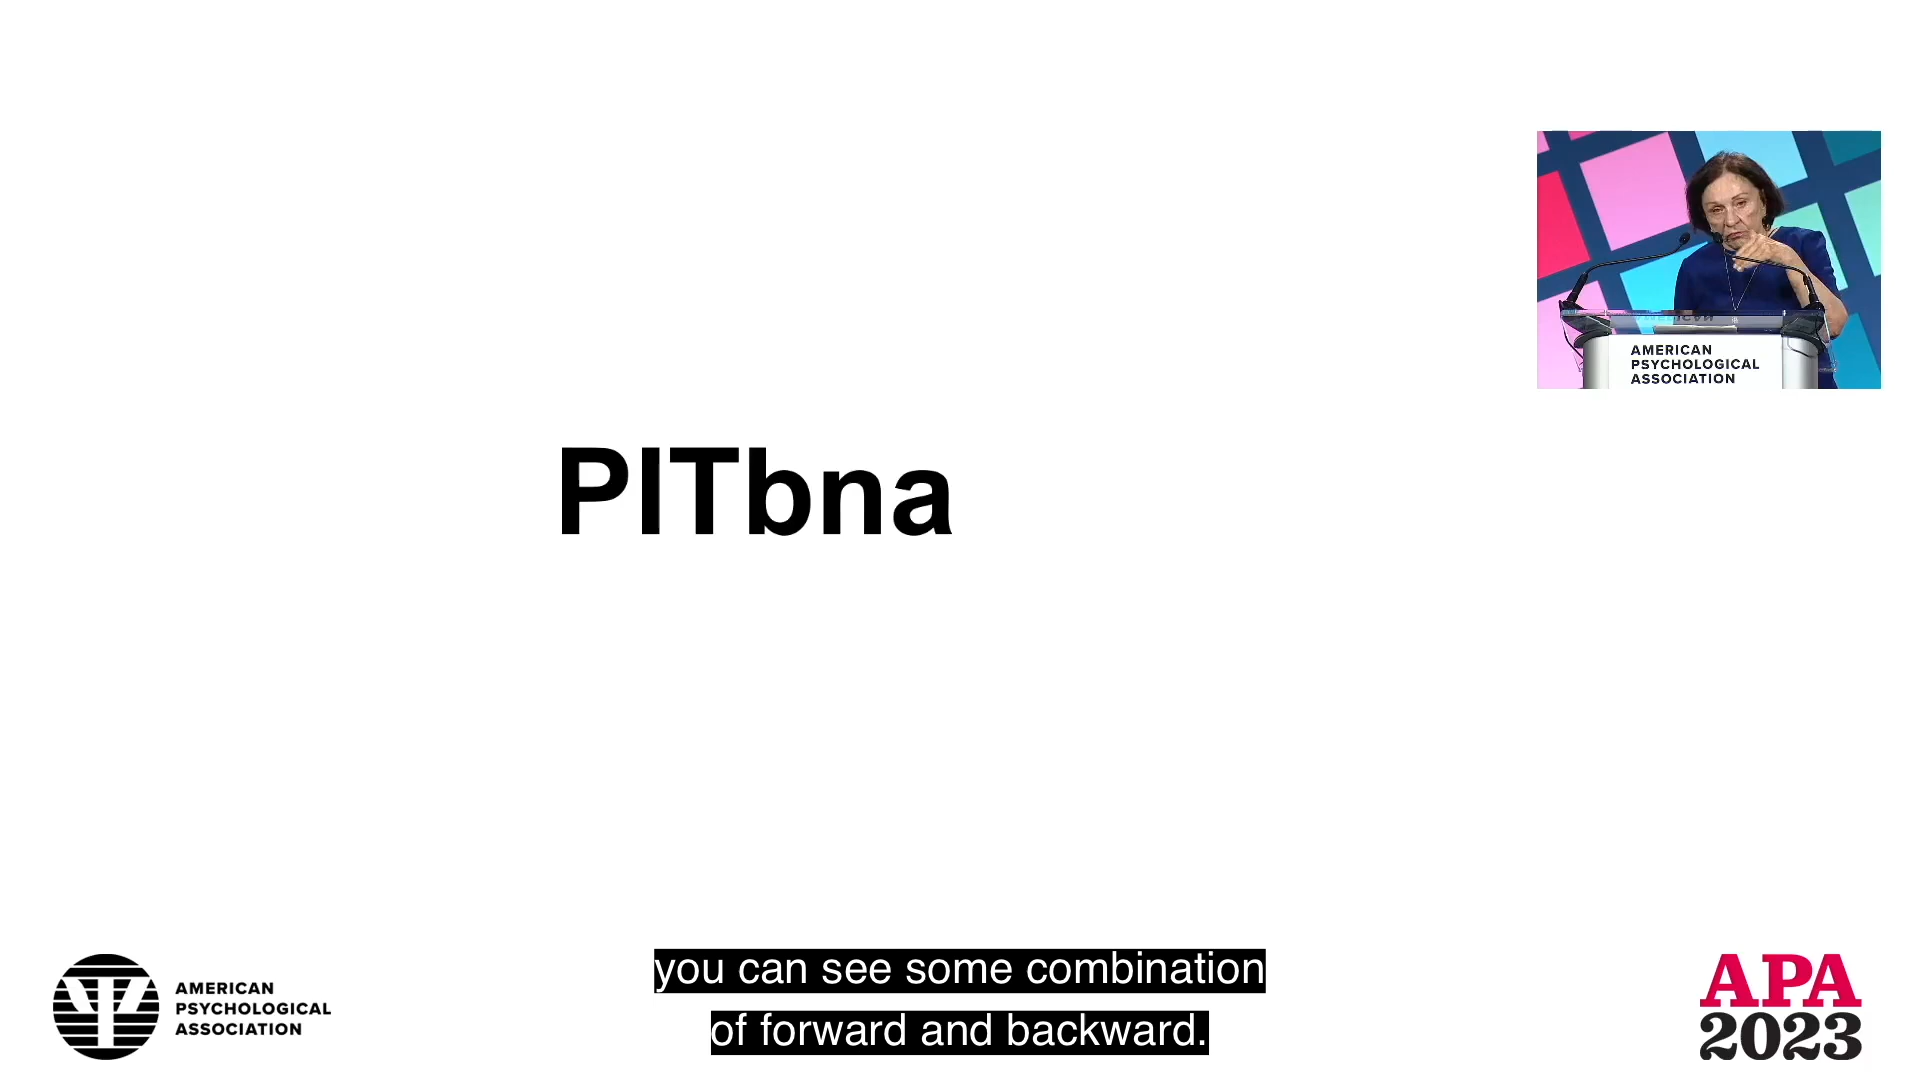 AMERICAN
PSYCHOLOGICAL
ASSOCIATION
PITbna
you can see some combination
of forward and backward.
AMERICAN
PSYCHOLOGICAL
ASSOCIATION
APA
2023